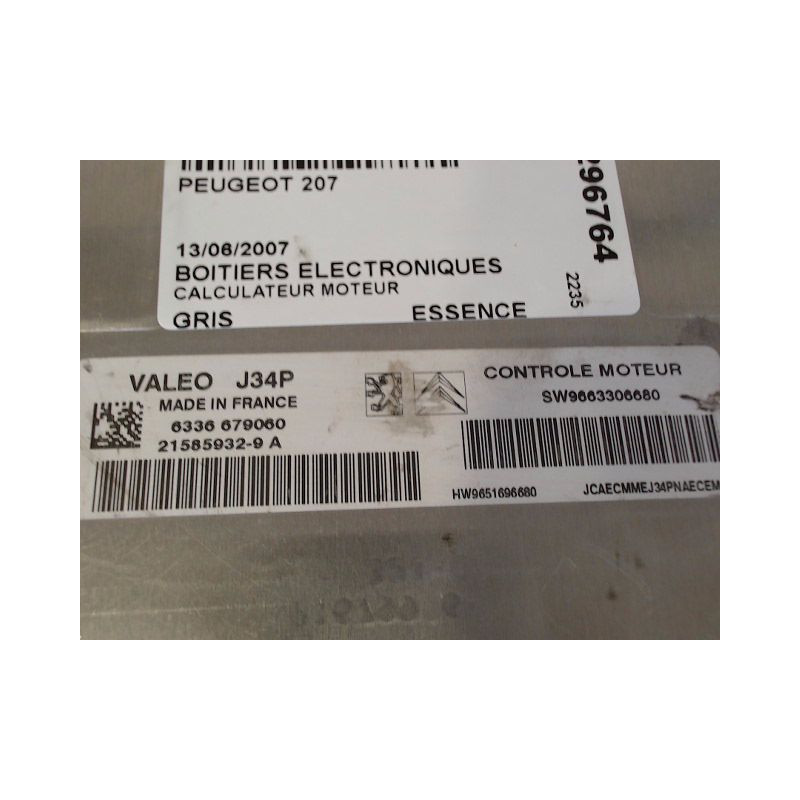 PEUGEOT 207
13/06/2007
BOITIERS ELECTRONIQUES
CALCULATEUR MOTEUR
GRIS ESSENCE
296764
2235
VALEO J34P
MADE IN FRANCE
6336 679060
21585932-9 A
CONTROLE MOTEUR
SW9663306680
HW9651696680 JCAECMMEJ34PNAECEM